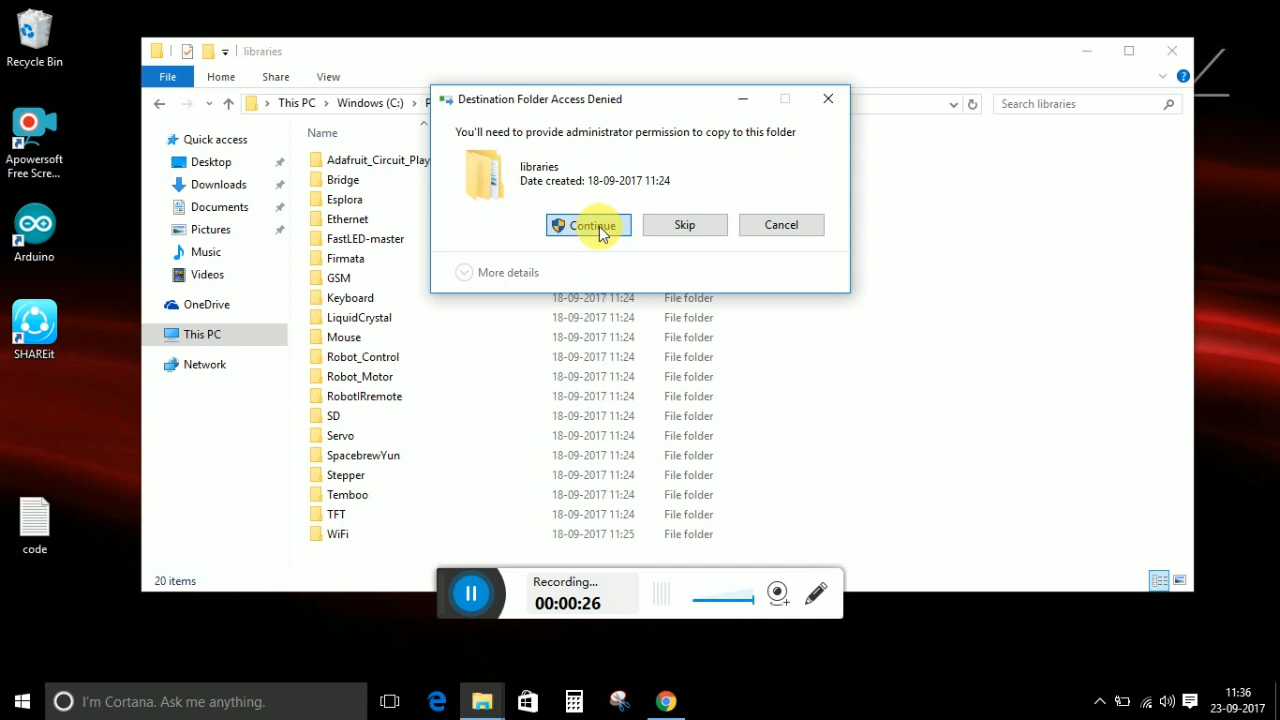 Recycle Bin
Apowersoft
Free Scre...
Arduino
SHAREit
code
libraries
File Home Share View
This PC > Windows (C:) > P
Search libraries
Quick access
Desktop
Downloads
Documents
Pictures
Music
Videos
OneDrive
This PC
Network
Name
Adafruit_Circuit_Play
Bridge
Esplora
Ethernet
FastLED-master
Firmata
GSM
Keyboard 18-09-2017 11:24 File folder
LiquidCrystal 18-09-2017 11:24 File folder
Mouse 18-09-2017 11:24 File folder
Robot_Control 18-09-2017 11:24 File folder
Robot_Motor 18-09-2017 11:24 File folder
RobotIRremote 18-09-2017 11:24 File folder
SD 18-09-2017 11:24 File folder
Servo 18-09-2017 11:24 File folder
SpacebrewYun 18-09-2017 11:24 File folder
Stepper 18-09-2017 11:24 File folder
Temboo 18-09-2017 11:24 File folder
TFT 18-09-2017 11:24 File folder
WiFi 18-09-2017 11:25 File folder
20 items
Destination Folder Access Denied
You'll need to provide administrator permission to copy to this folder
libraries
Date created: 18-09-2017 11:24
Continue Skip Cancel
More details
Recording...
00:00:26
I'm Cortana. Ask me anything.
11:36
23-09-2017